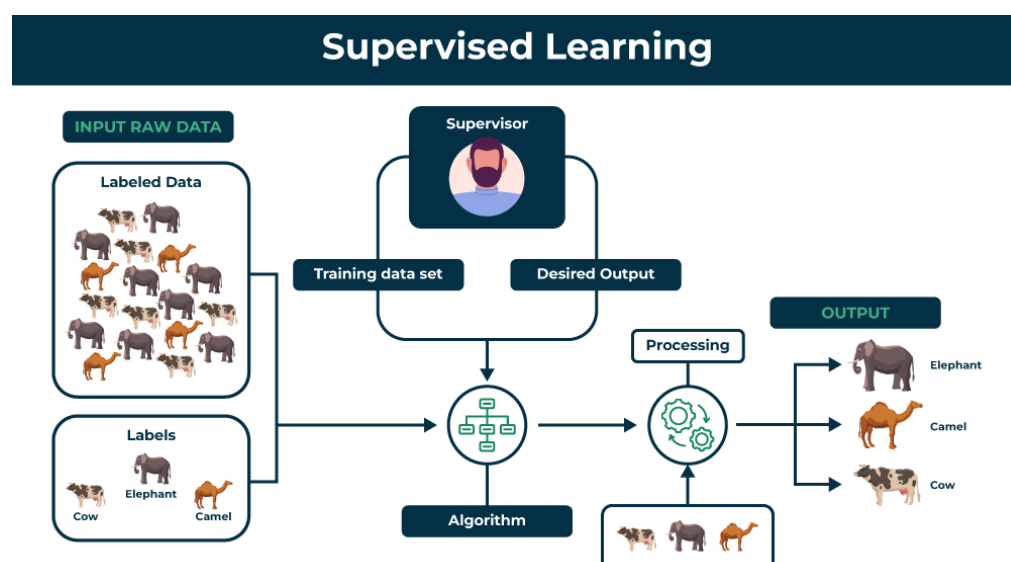 Supervised Learning
INPUT RAW DATA
Labeled Data
Labels
Elephant
Cow
Camel
Supervisor
Training data set
Desired Output
Algorithm
Processing
OUTPUT
Elephant
Camel
Cow